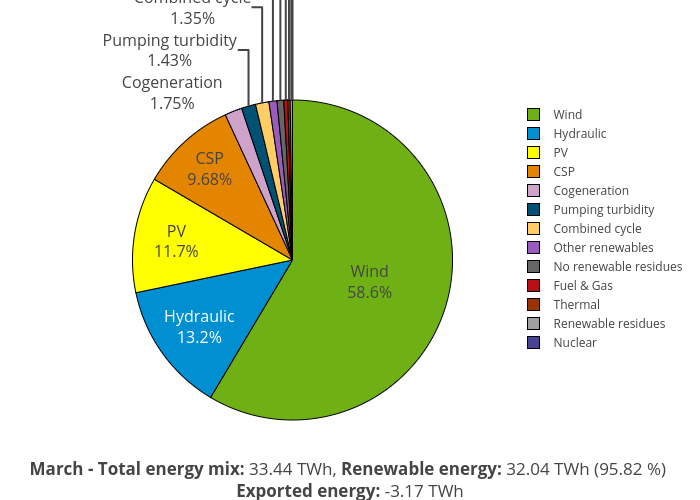 Combined cycle
1.35%
Pumping turbidity
1.43%
Cogeneration
1.75%
CSP
9.68%
PV
11.7%
Hydraulic
13.2%
Wind
58.6%
Wind
Hydraulic
PV
CSP
Cogeneration
Pumping turbidity
Combined cycle
Other renewables
No renewable residues
Fuel & Gas
Thermal
Renewable residues
Nuclear
March - Total energy mix: 33.44 TWh, Renewable energy: 32.04 TWh (95.82 %)
Exported energy: -3.17 TWh